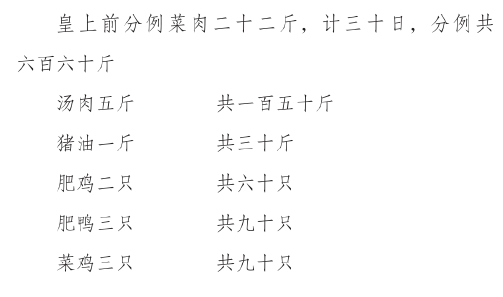 皇上前分例菜肉二十二斤，计三十日，分例共
六百六十斤
汤肉五斤 共一百五十斤
猪油一斤 共三十斤
肥鸡二只 共六十只
肥鸭三只 共九十只
菜鸡三只 共九十只